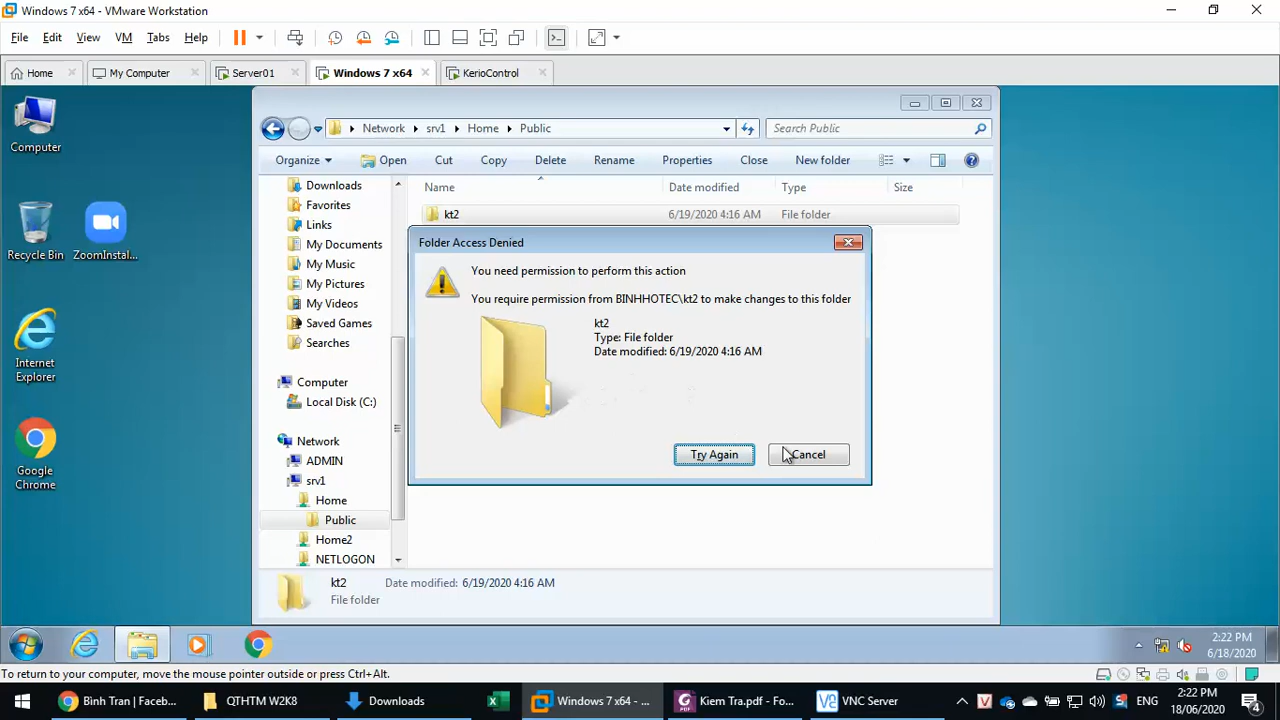 Windows 7 x64 - VMware Workstation
File Edit View VM Tabs Help
Home My Computer Server01 Windows 7 x64 KerioControl
Network srv1 Home Public Search Public
Organize Open Cut Copy Delete Rename Properties Close New folder
Name Date modified Type Size
kt2 6/19/2020 4:16 AM File folder
Downloads
Favorites
Links
My Documents
My Music
My Pictures
My Videos
Saved Games
Searches
Computer
Local Disk (C:)
Network
ADMIN
srv1
Home
Public
Home2
NETLOGON
Computer
Recycle Bin
ZoomInstal...
Internet
Explorer
Google
Chrome
Folder Access Denied
You need permission to perform this action
You require permission from BINHHOTEC\kt2 to make changes to this folder
kt2
Type: File folder
Date modified: 6/19/2020 4:16 AM
Try Again Cancel
kt2 Date modified: 6/19/2020 4:16 AM
File folder
2:22 PM
6/18/2020
To return to your computer, move the mouse pointer outside or press Ctrl+Alt.
Bình Tran | Faceb... QTHTM W2K8 Downloads Windows 7 x64 - ... Kiem Tra.pdf - Fo... VNC Server ENG
2:22 PM
18/06/2020
4